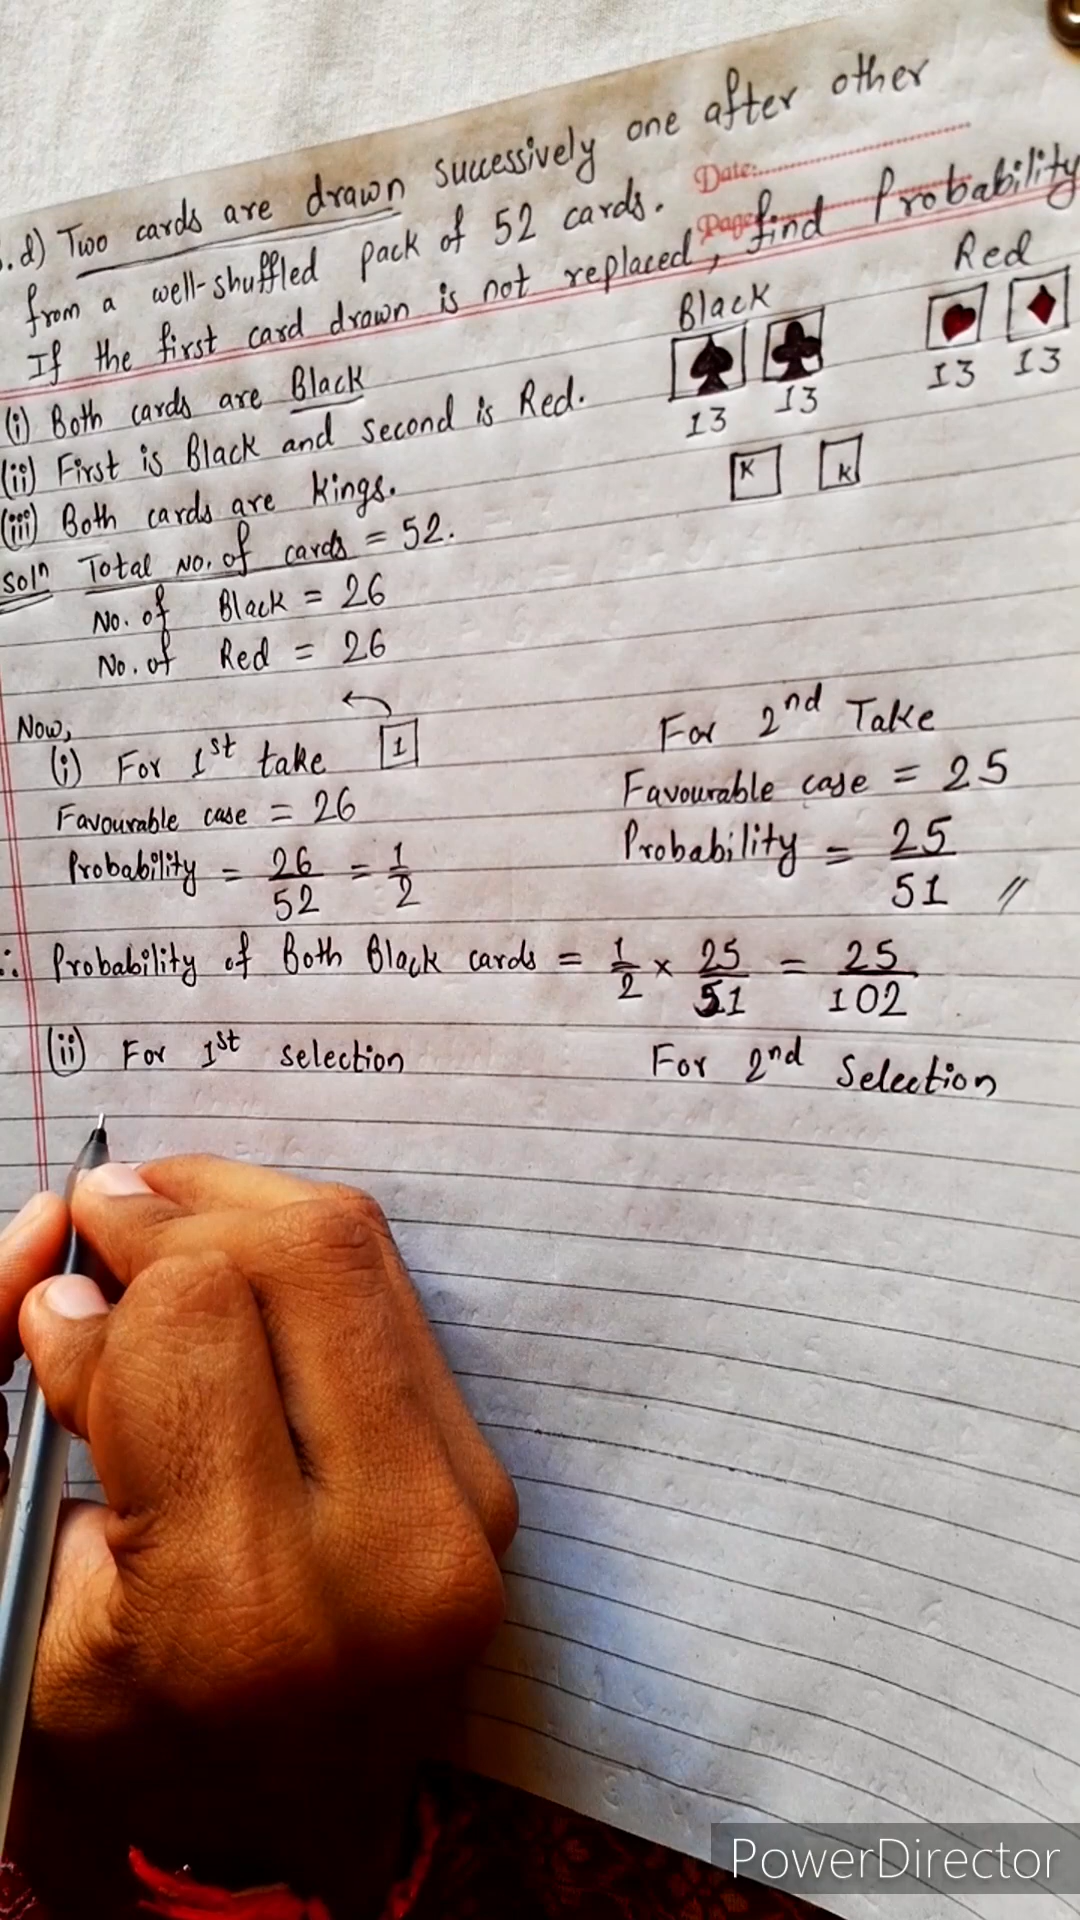 d) Two cards are drawn successively one after other
from a well-shuffled pack of 52 cards.
Date:
Page:
If the first card drawn is not replaced, find Probability
(i) Both cards are Black
(ii) First is Black and second is Red.
(iii) Both cards are kings.
Black
Red
13 13
13 13
K K
Soln Total No. of cards = 52.
No. of Black = 26
No. of Red = 26
Now,
(i) For 1st take 1
Favourable case = 26
Probability = 26/52 = 1/2
For 2nd Take
Favourable case = 25
Probability = 25/51 //
∴ Probability of Both Black cards = 1/2 × 25/51 = 25/102
(ii) For 1st selection
For 2nd Selection
PowerDirector